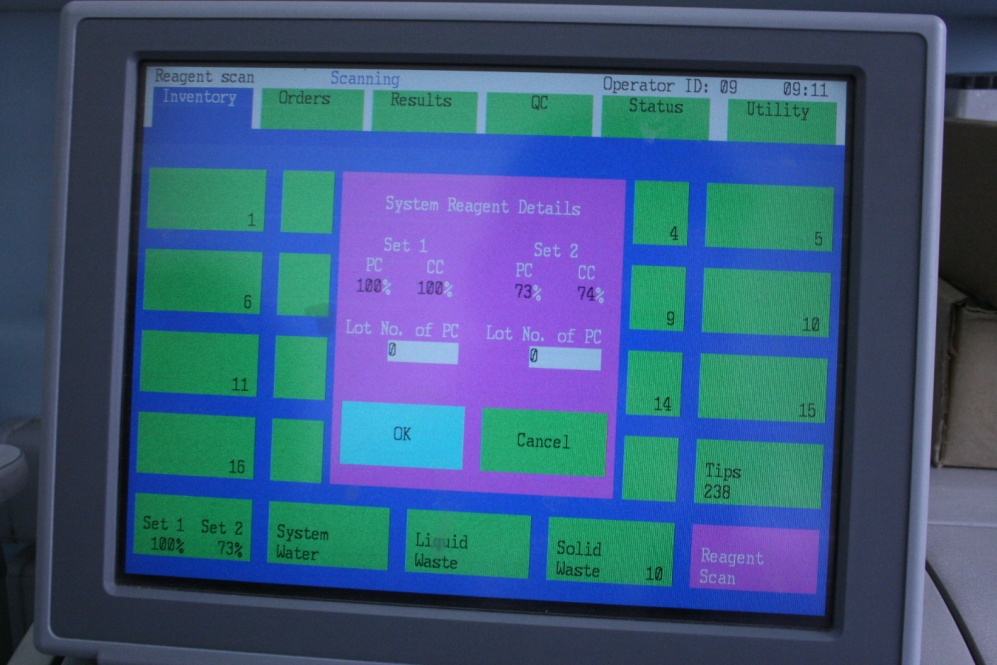 Reagent scan Scanning Operator ID: 09 09:11
Inventory Orders Results QC Status Utility
1
4
5
6
9
10
11
14
15
16
System Reagent Details
Set 1 Set 2
PC CC PC CC
100% 100% 73% 74%
Lot No. of PC Lot No. of PC
0 0
OK Cancel
Tips
238
Set 1 Set 2
100% 73%
System
Water
Liquid
Waste
Solid
Waste 10
Reagent
Scan